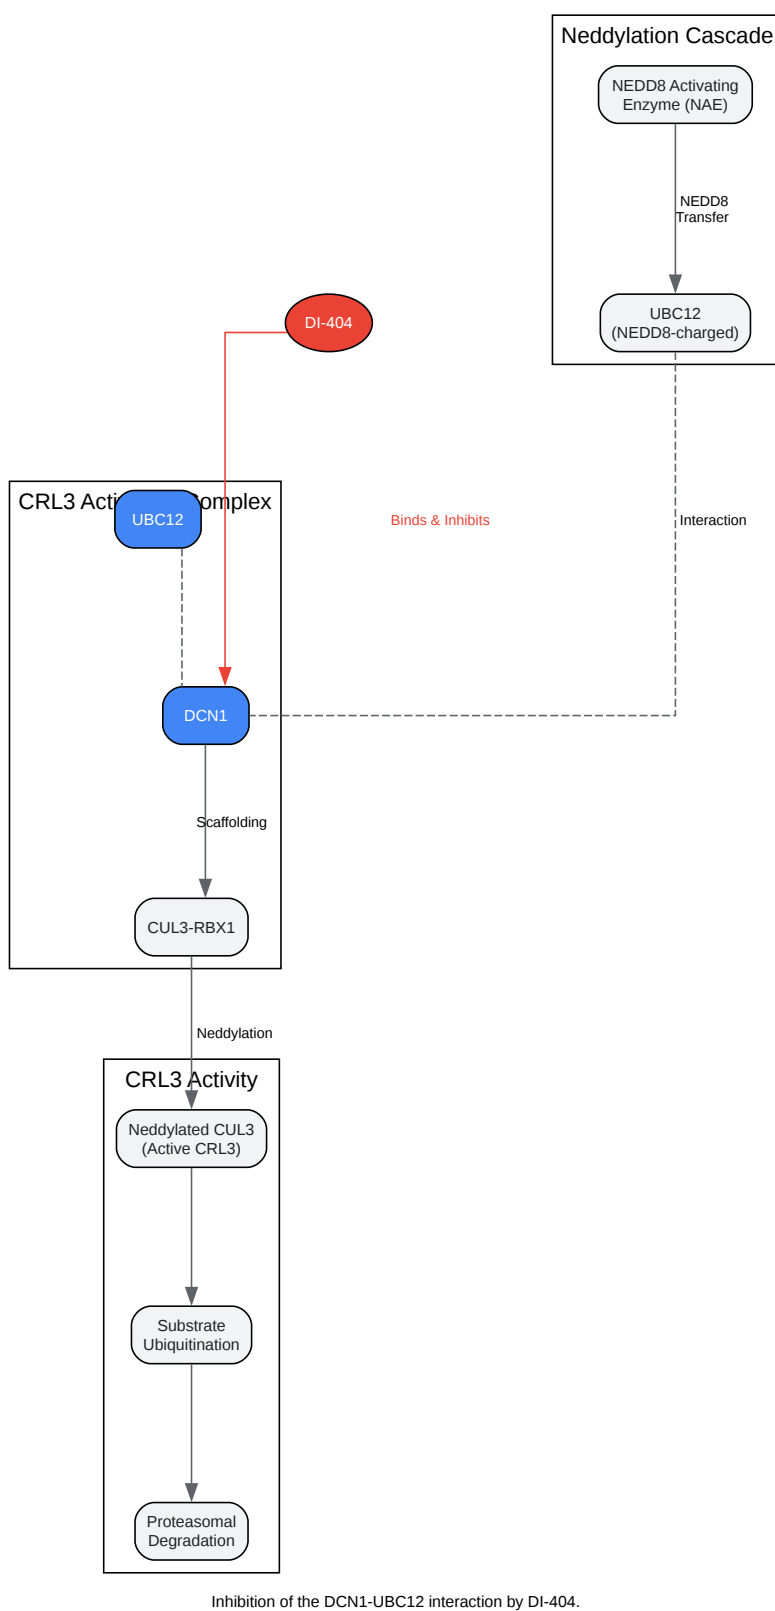 Neddylation Cascade
NEDD8 Activating
Enzyme (NAE)
NEDD8
Transfer
UBC12
(NEDD8-charged)
DI-404
CRL3 Acti
Complex
UBC12
Binds & Inhibits
Interaction
DCN1
Scaffolding
CUL3-RBX1
Neddylation
CRL3 Activity
Neddylated CUL3
(Active CRL3)
Substrate
Ubiquitination
Proteasomal
Degradation
Inhibition of the DCN1-UBC12 interaction by DI-404.